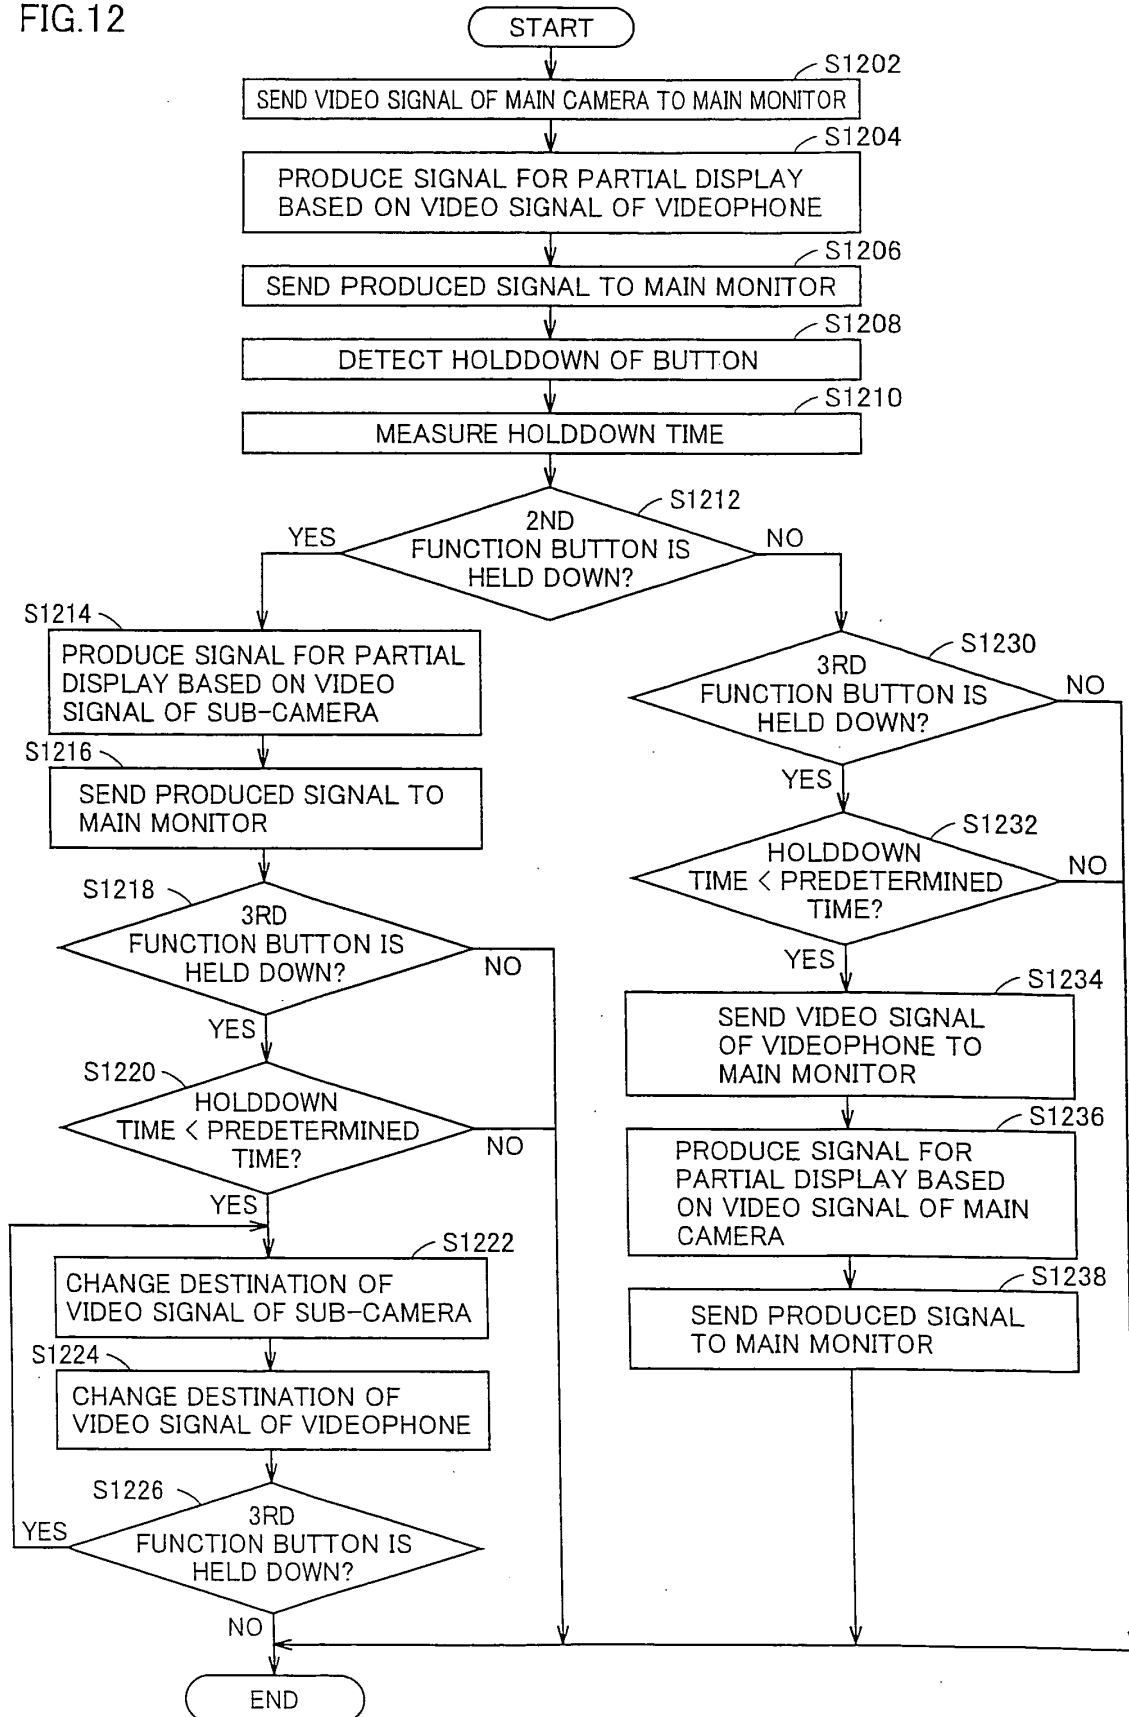 FIG.12
START
S1202
SEND VIDEO SIGNAL OF MAIN CAMERA TO MAIN MONITOR
S1204
PRODUCE SIGNAL FOR PARTIAL DISPLAY
BASED ON VIDEO SIGNAL OF VIDEOPHONE
S1206
SEND PRODUCED SIGNAL TO MAIN MONITOR
S1208
DETECT HOLDDOWN OF BUTTON
S1210
MEASURE HOLDDOWN TIME
S1212
2ND
FUNCTION BUTTON IS
HELD DOWN?
YES
NO
S1214
PRODUCE SIGNAL FOR PARTIAL
DISPLAY BASED ON VIDEO
SIGNAL OF SUB-CAMERA
S1216
SEND PRODUCED SIGNAL TO
MAIN MONITOR
S1218
3RD
FUNCTION BUTTON IS
HELD DOWN?
NO
YES
S1220
HOLDDOWN
TIME < PREDETERMINED
TIME?
NO
YES
S1222
CHANGE DESTINATION OF
VIDEO SIGNAL OF SUB-CAMERA
S1224
CHANGE DESTINATION OF
VIDEO SIGNAL OF VIDEOPHONE
S1226
3RD
FUNCTION BUTTON IS
HELD DOWN?
YES
NO
S1230
3RD
FUNCTION BUTTON IS
HELD DOWN?
NO
YES
S1232
HOLDDOWN
TIME < PREDETERMINED
TIME?
NO
YES
S1234
SEND VIDEO SIGNAL
OF VIDEOPHONE TO
MAIN MONITOR
S1236
PRODUCE SIGNAL FOR
PARTIAL DISPLAY BASED
ON VIDEO SIGNAL OF MAIN
CAMERA
S1238
SEND PRODUCED SIGNAL
TO MAIN MONITOR
END